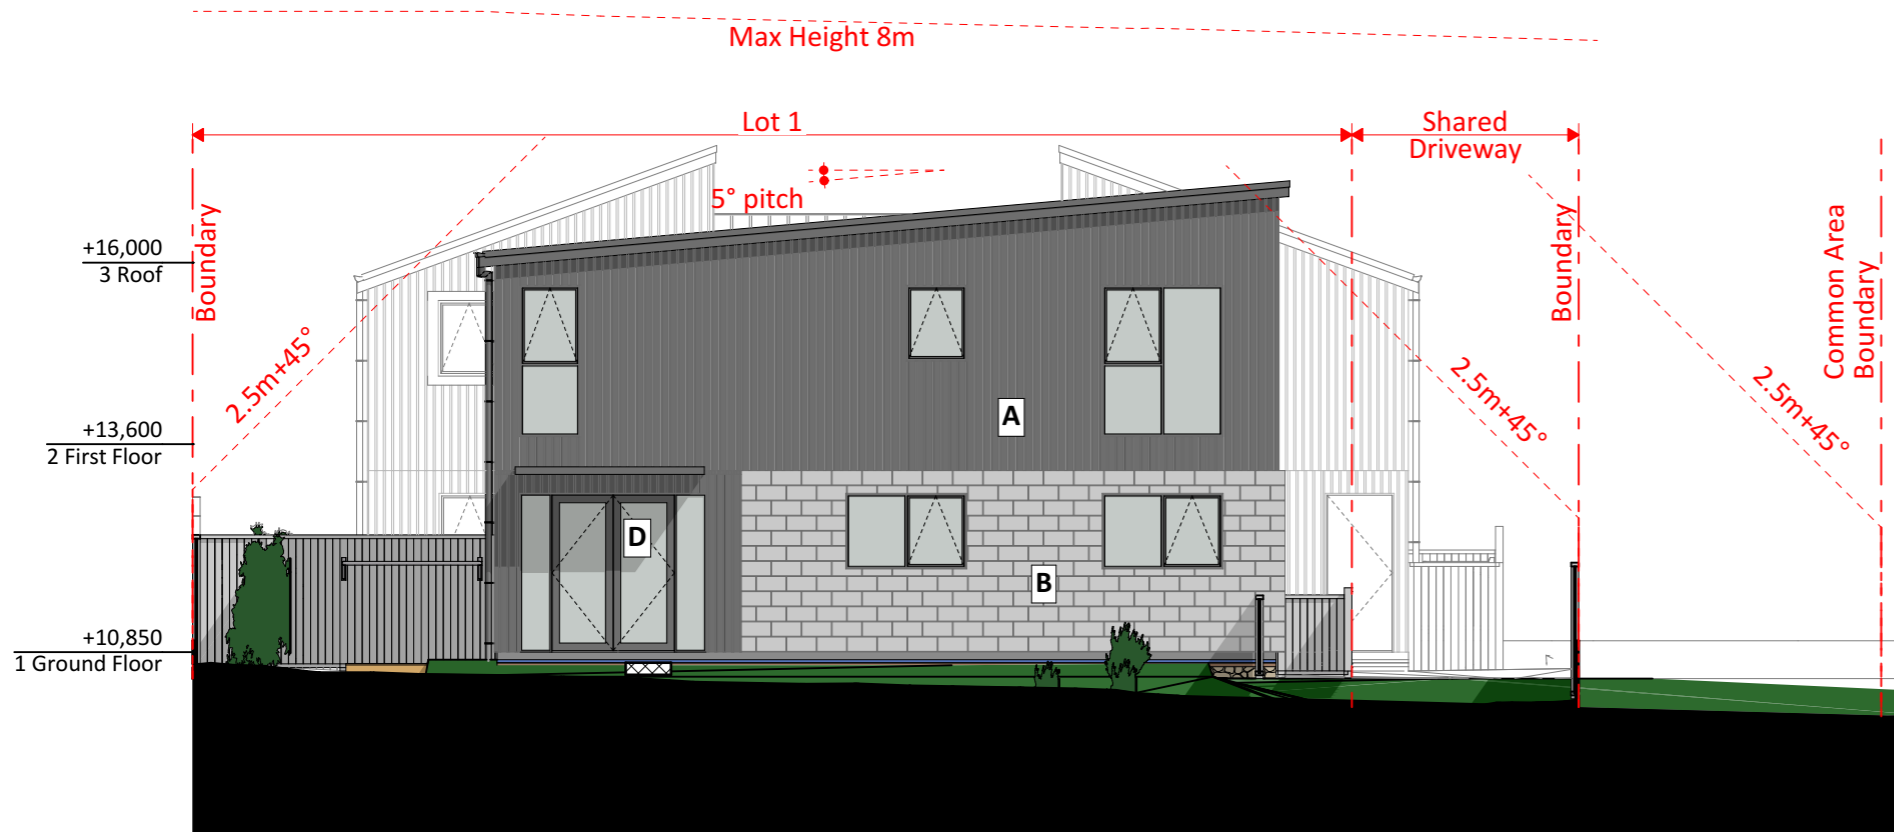 Max Height 8m
Lot 1
Shared
Driveway
5° pitch
Boundary
+16,000
3 Roof
2.5m+45°
+13,600
2 First Floor
+10,850
1 Ground Floor
A
B
D
Boundary
2.5m+45°
Common Area
Boundary
2.5m+45°